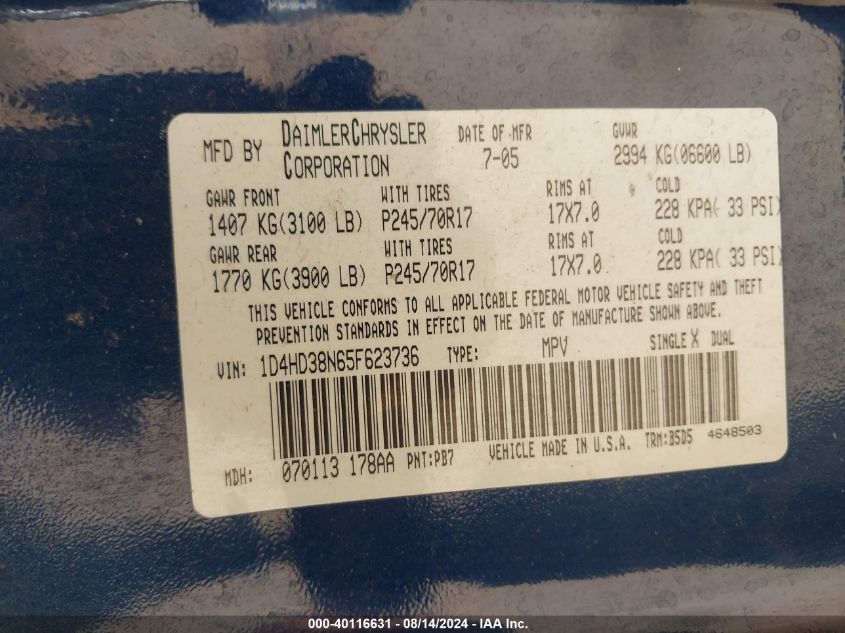 MFD BY DAIMLERCHRYSLER CORPORATION DATE OF MFR 7-05 GVWR 2994 KG(06600 LB)
GAWR FRONT WITH TIRES RIMS AT COLD
1407 KG(3100 LB) P245/70R17 17X7.0 228 KPA( 33 PSI)
GAWR REAR WITH TIRES RIMS AT COLD
1770 KG(3900 LB) P245/70R17 17X7.0 228 KPA( 33 PSI)
THIS VEHICLE CONFORMS TO ALL APPLICABLE FEDERAL MOTOR VEHICLE SAFETY AND THEFT
PREVENTION STANDARDS IN EFFECT ON THE DATE OF MANUFACTURE SHOWN ABOVE.
VIN: 1D4HD38N65F623736 TYPE: MPV SINGLE X DUAL
MDH: 070113 178AA PNT:PB7 VEHICLE MADE IN U.S.A. TRM:B5D5 4648503
000-40116631 - 08/14/2024 - IAAI.COM